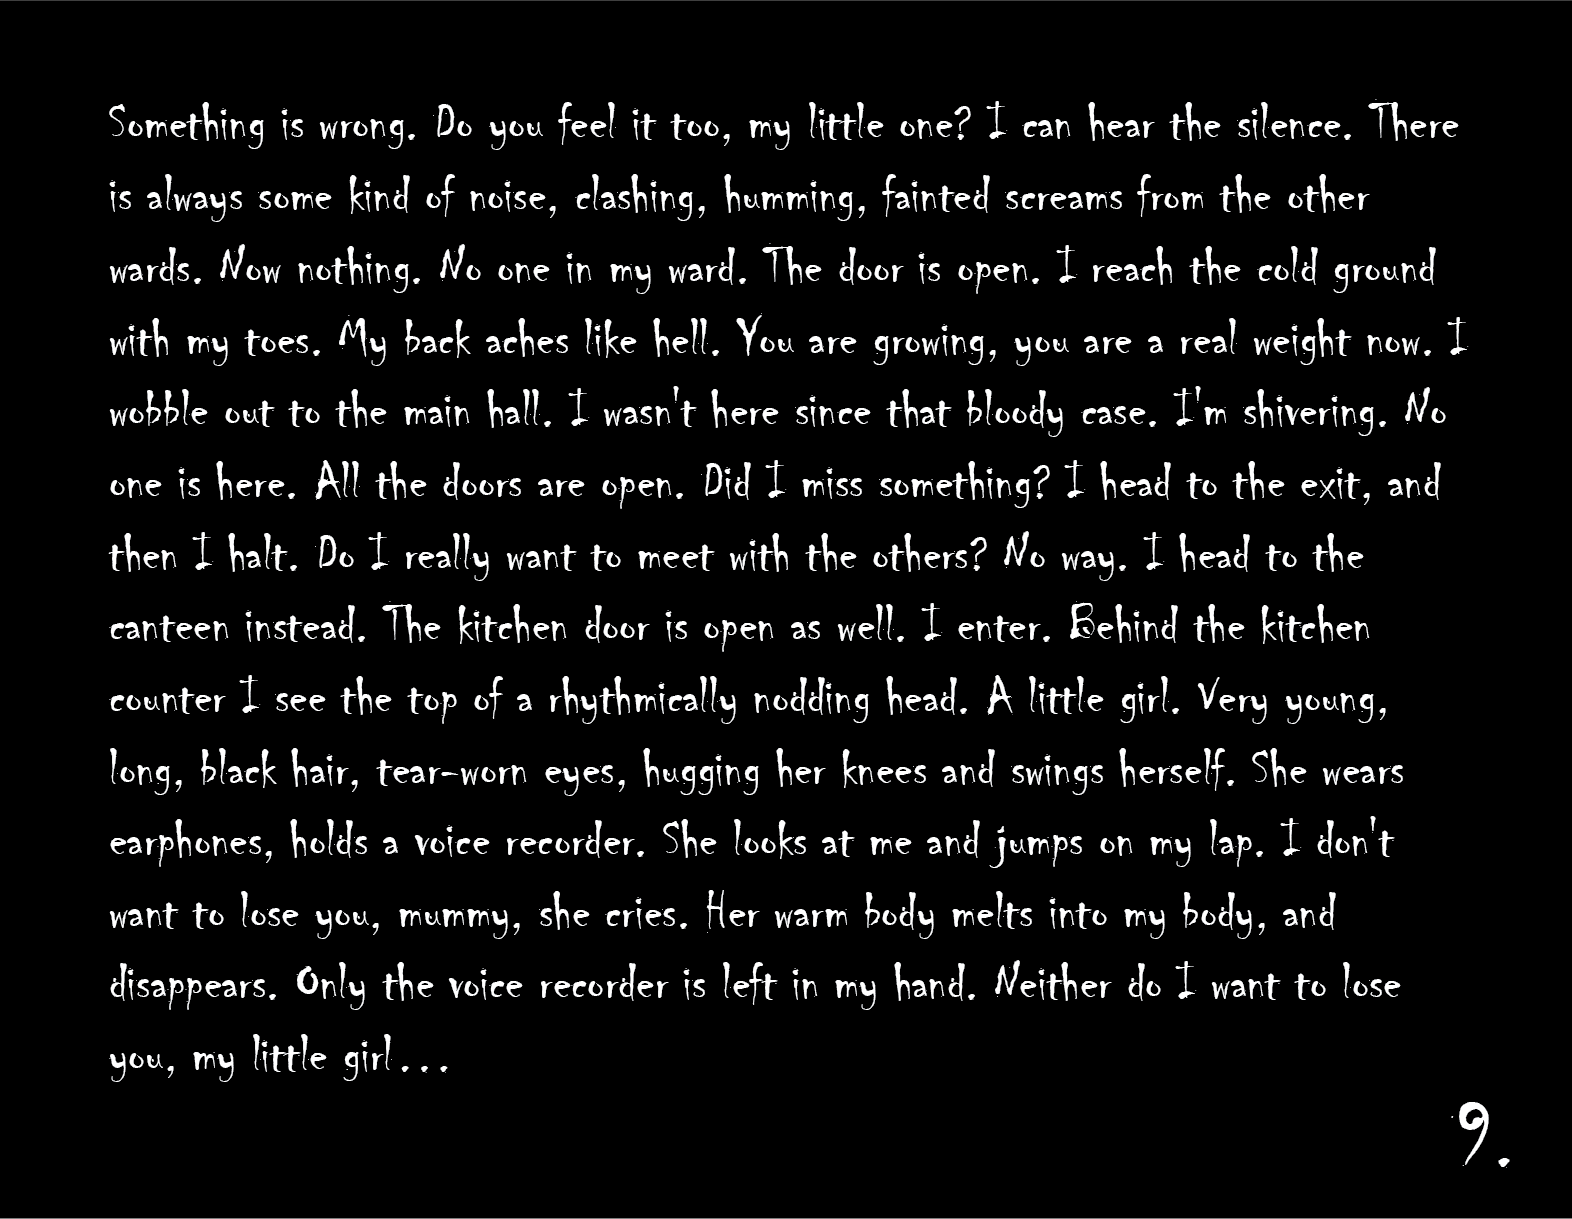 Something is wrong. Do you feel it too, my little one? I can hear the silence. There
is always some kind of noise, clashing, humming, fainted screams from the other
wards. Now nothing. No one in my ward. The door is open. I reach the cold ground
with my toes. My back aches like hell. You are growing, you are a real weight now. I
wobble out to the main hall. I wasn't here since that bloody case. I'm shivering. No
one is here. All the doors are open. Did I miss something? I head to the exit, and
then I halt. Do I really want to meet with the others? No way. I head to the
canteen instead. The kitchen door is open as well. I enter. Behind the kitchen
counter I see the top of a rhythmically nodding head. A little girl. Very young,
long, black hair, tear-worn eyes, hugging her knees and swings herself. She wears
earphones, holds a voice recorder. She looks at me and jumps on my lap. I don't
want to lose you, mummy, she cries. Her warm body melts into my body, and
disappears. Only the voice recorder is left in my hand. Neither do I want to lose
you, my little girl...
9.